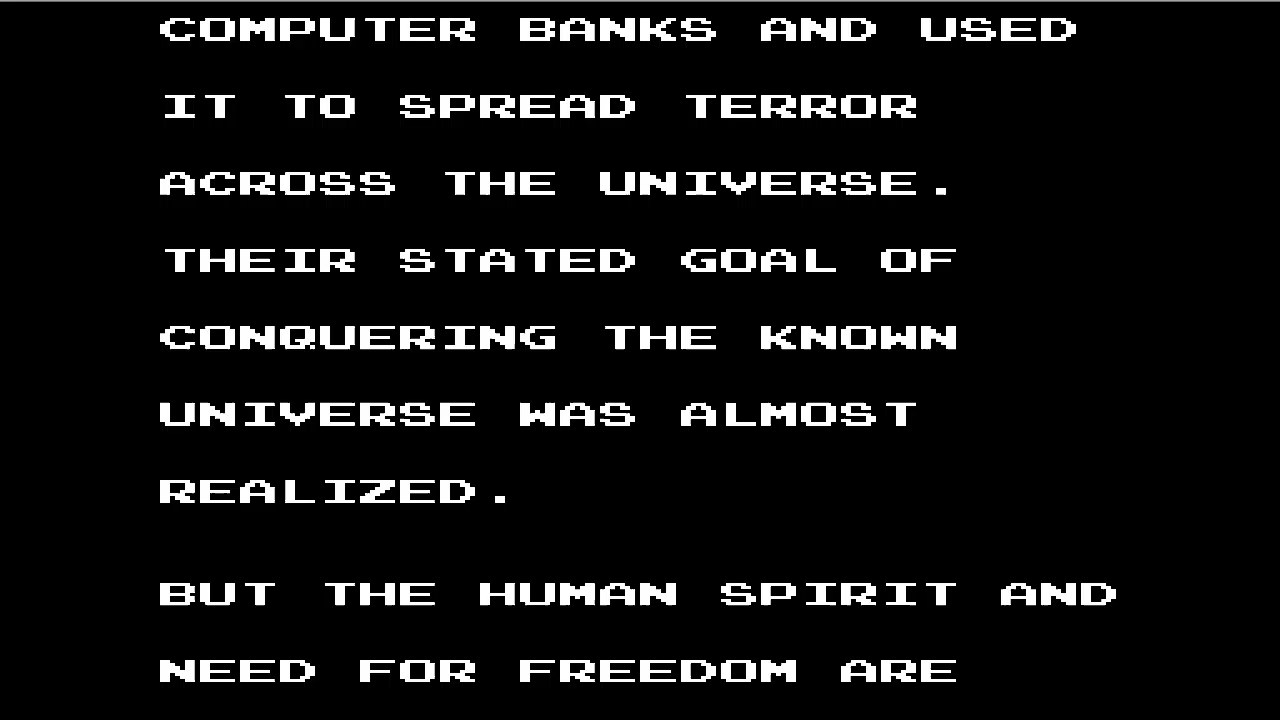 COMPUTER BANKS AND USED
IT TO SPREAD TERROR
ACROSS THE UNIVERSE.
THEIR STATED GOAL OF
CONQUERING THE KNOWN
UNIVERSE WAS ALMOST
REALIZED.
BUT THE HUMAN SPIRIT AND
NEED FOR FREEDOM ARE